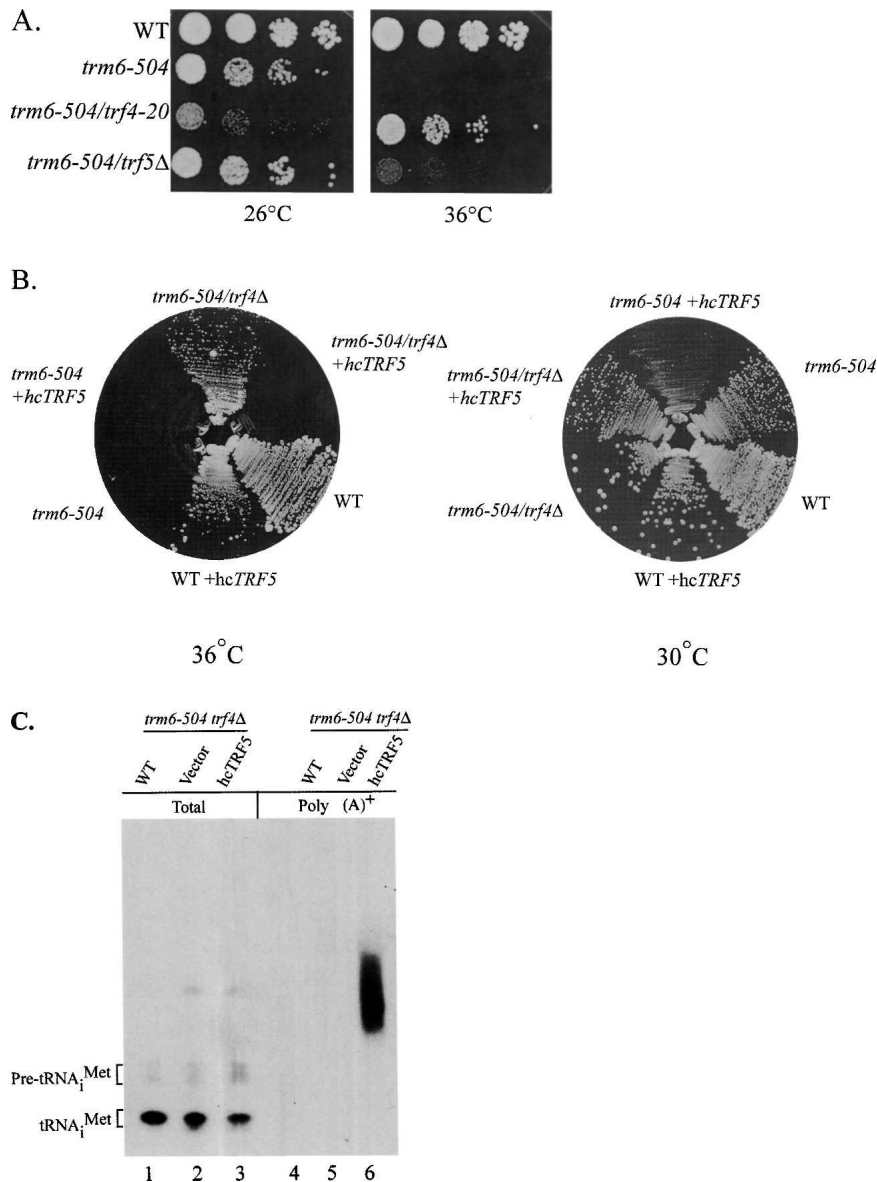 A.
WT
trm6-504
trm6-504/trf4-20
trm6-504/trf5Δ
26°C
36°C
B.
trm6-504/trf4Δ
trm6-504/trf4Δ
+hcTRF5
trm6-504
+hcTRF5
trm6-504
WT
WT +hcTRF5
36°C
trm6-504 +hcTRF5
trm6-504/trf4Δ
+hcTRF5
trm6-504
trm6-504/trf4Δ
WT
WT +hcTRF5
30°C
C.
trm6-504 trf4Δ
trm6-504 trf4Δ
WT
Vector
hcTRF5
WT
Vector
hcTRF5
Total
Poly (A)+
Pre-tRNAiMet
tRNAiMet
1 2 3 4 5 6